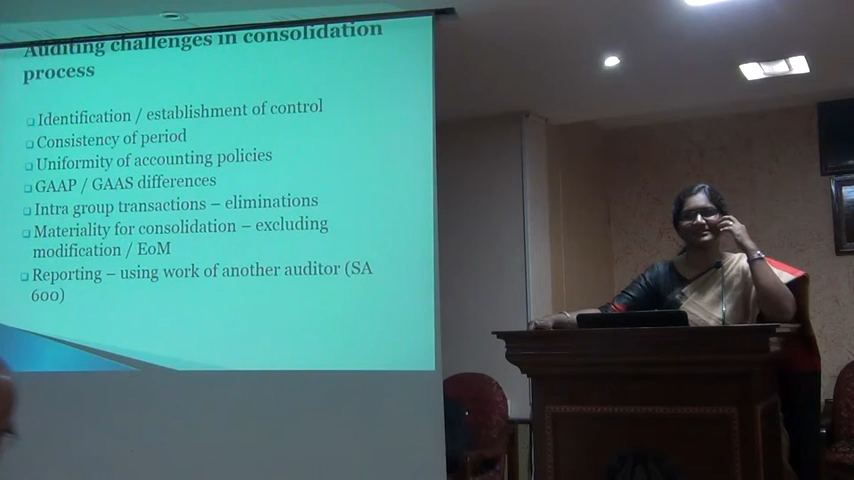 Auditing challenges in consolidation
process
Identification / establishment of control
Consistency of period
Uniformity of accounting policies
GAAP / GAAS differences
Intra group transactions – eliminations
Materiality for consolidation – excluding
modification / EoM
Reporting – using work of another auditor (SA
600)